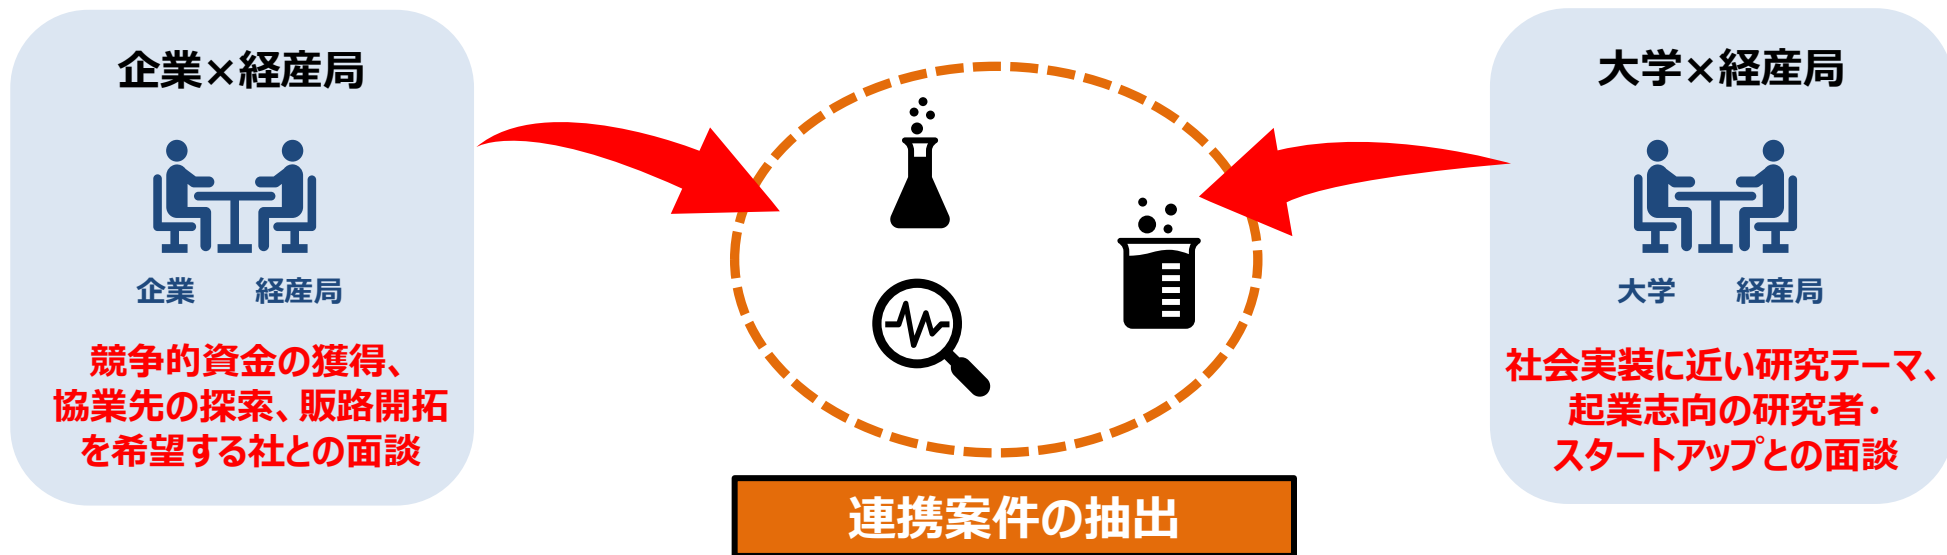 企業×経産局
企業 経産局
競争的資金の獲得、
協業先の探索、販路開拓
を希望する社との面談
連携案件の抽出
大学×経産局
大学 経産局
社会実装に近い研究テーマ、
起業志向の研究者・
スタートアップとの面談